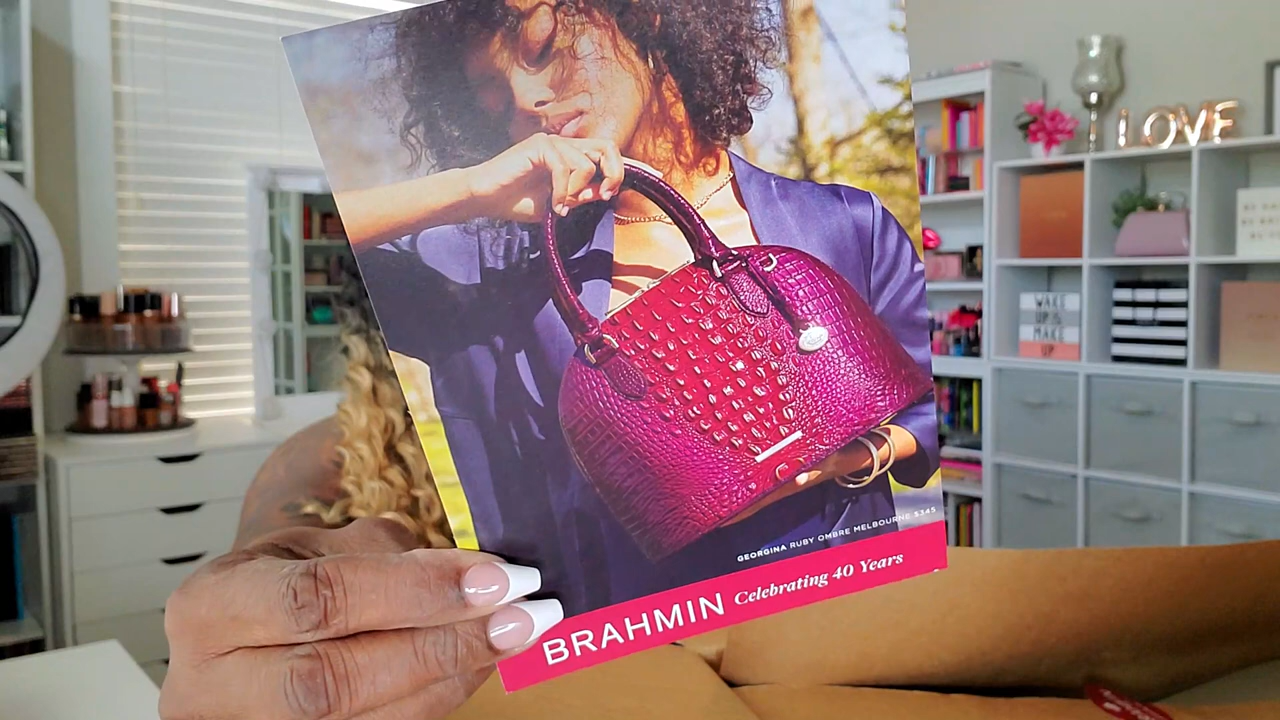 LOVE
WAKE
UP &
MAKE
UP
GEORGINA RUBY OMBRE MELBOURNE $345
BRAHMIN Celebrating 40 Years